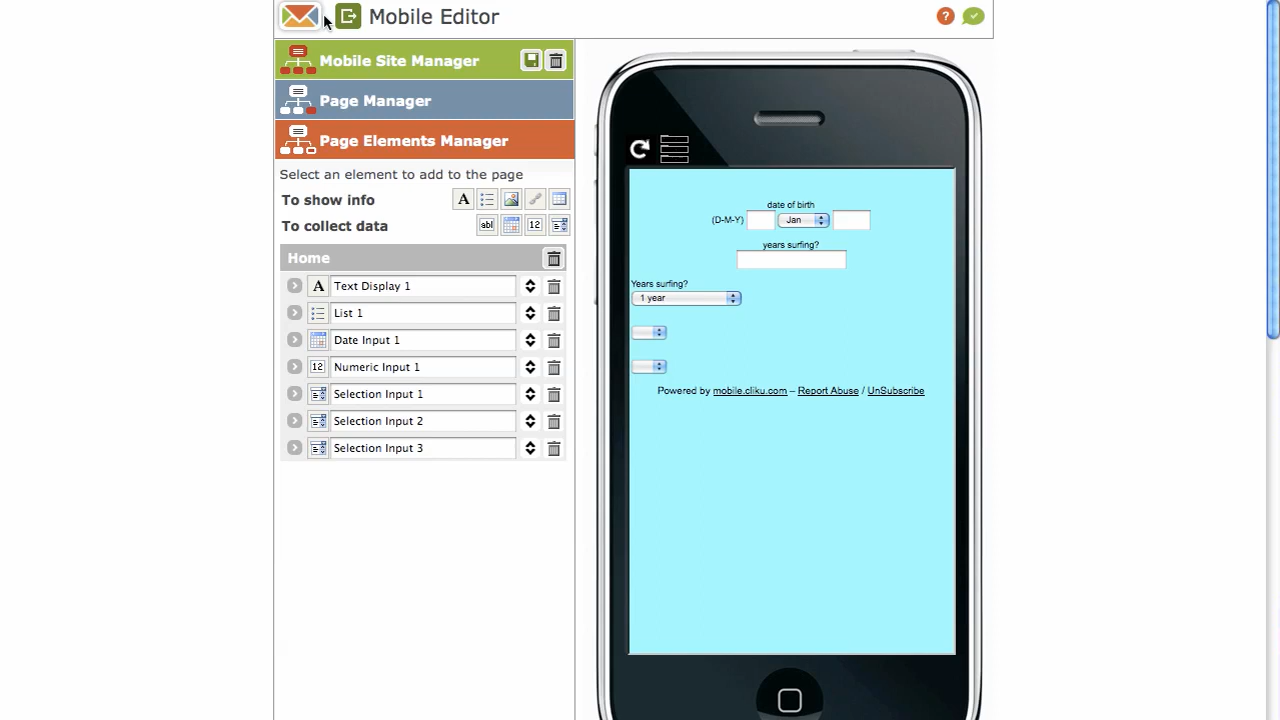 Mobile Editor
Mobile Site Manager
Page Manager
Page Elements Manager
Select an element to add to the page
To show info A
To collect data abl 12
Home
A Text Display 1
List 1
Date Input 1
12 Numeric Input 1
Selection Input 1
Selection Input 2
Selection Input 3
date of birth
(D-M-Y) Jan
years surfing?
Years surfing?
1 year
Powered by mobile.cliku.com – Report Abuse / UnSubscribe